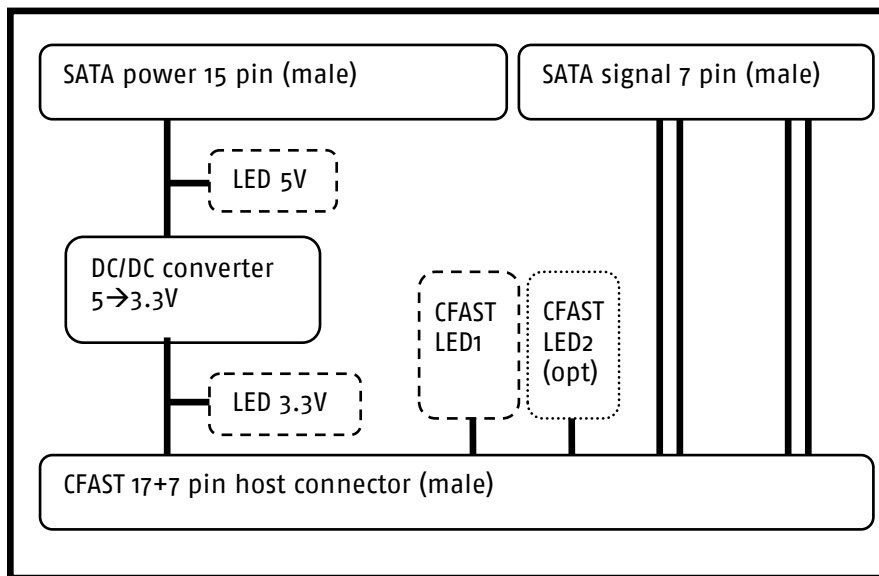 SATA power 15 pin (male)
SATA signal 7 pin (male)
LED 5V
DC/DC converter
5→3.3V
CFAST
LED1
CFAST
LED2
(opt)
LED 3.3V
CFAST 17+7 pin host connector (male)